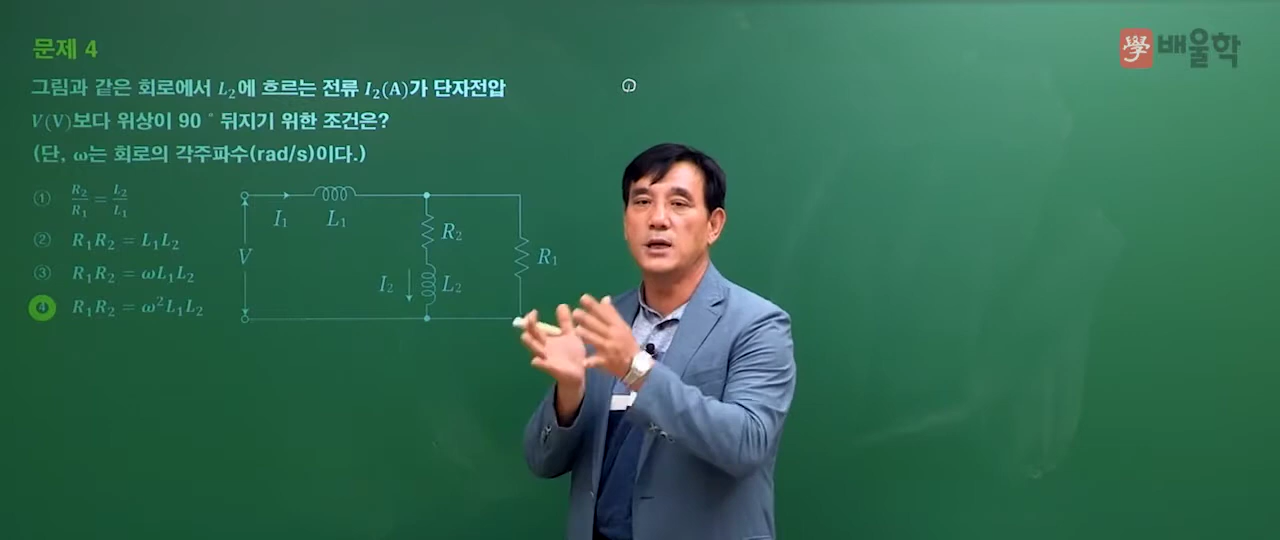 學 배울학
문제 4
그림과 같은 회로에서 L₂에 흐르는 전류 I₂(A)가 단자전압
V(V)보다 위상이 90˚ 뒤지기 위한 조건은?
(단, ω는 회로의 각주파수(rad/s)이다.)
① R₂/R₁ = L₂/L₁
② R₁R₂ = L₁L₂
③ R₁R₂ = ωL₁L₂
④ R₁R₂ = ω²L₁L₂
I₁ L₁
R₂
V
R₁
I₂ L₂